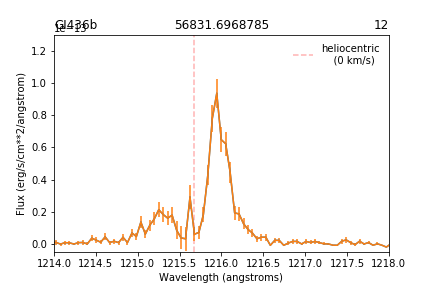 GJ436b 56831.6968785 12
1e-13
heliocentric
(0 km/s)
Flux (erg/s/cm**2/angstrom)
1.2
1.0
0.8
0.6
0.4
0.2
0.0
1214.0 1214.5 1215.0 1215.5 1216.0 1216.5 1217.0 1217.5 1218.0
Wavelength (angstroms)